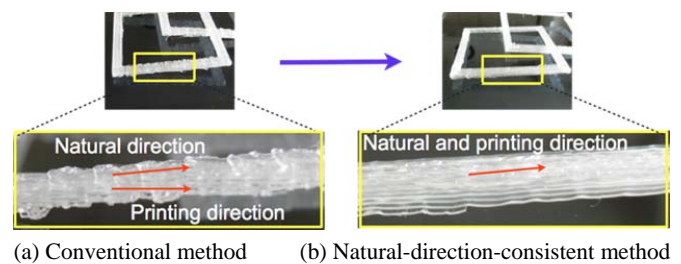 Natural direction
Printing direction
Natural and printing direction
(a) Conventional method
(b) Natural-direction-consistent method